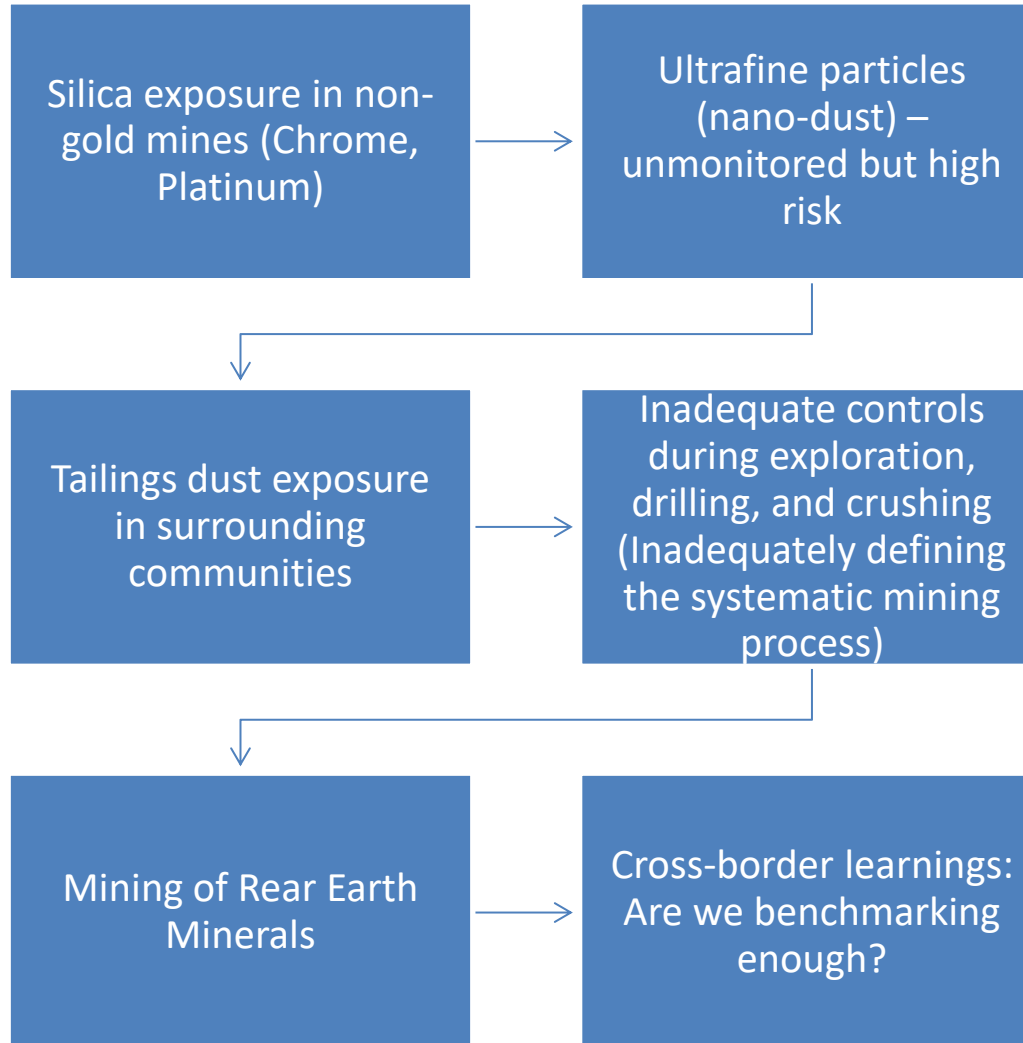 Silica exposure in non-
gold mines (Chrome,
Platinum)
Ultrafine particles
(nano-dust) –
unmonitored but high
risk
Tailings dust exposure
in surrounding
communities
Inadequate controls
during exploration,
drilling, and crushing
(Inadequately defining
the systematic mining
process)
Mining of Rear Earth
Minerals
Cross-border learnings:
Are we benchmarking
enough?